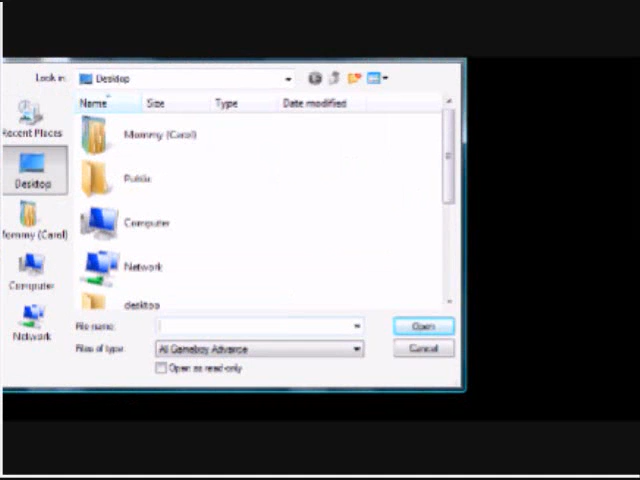 Look in: Desktop
Name Size Type Date modified
Mommy (Carol)
Public
Computer
Network
desktop
Recent Places
Desktop
Mommy (Carol)
Computer
Network
File name: Open
Files of type: All Gameboy Advance Cancel
Open as read-only